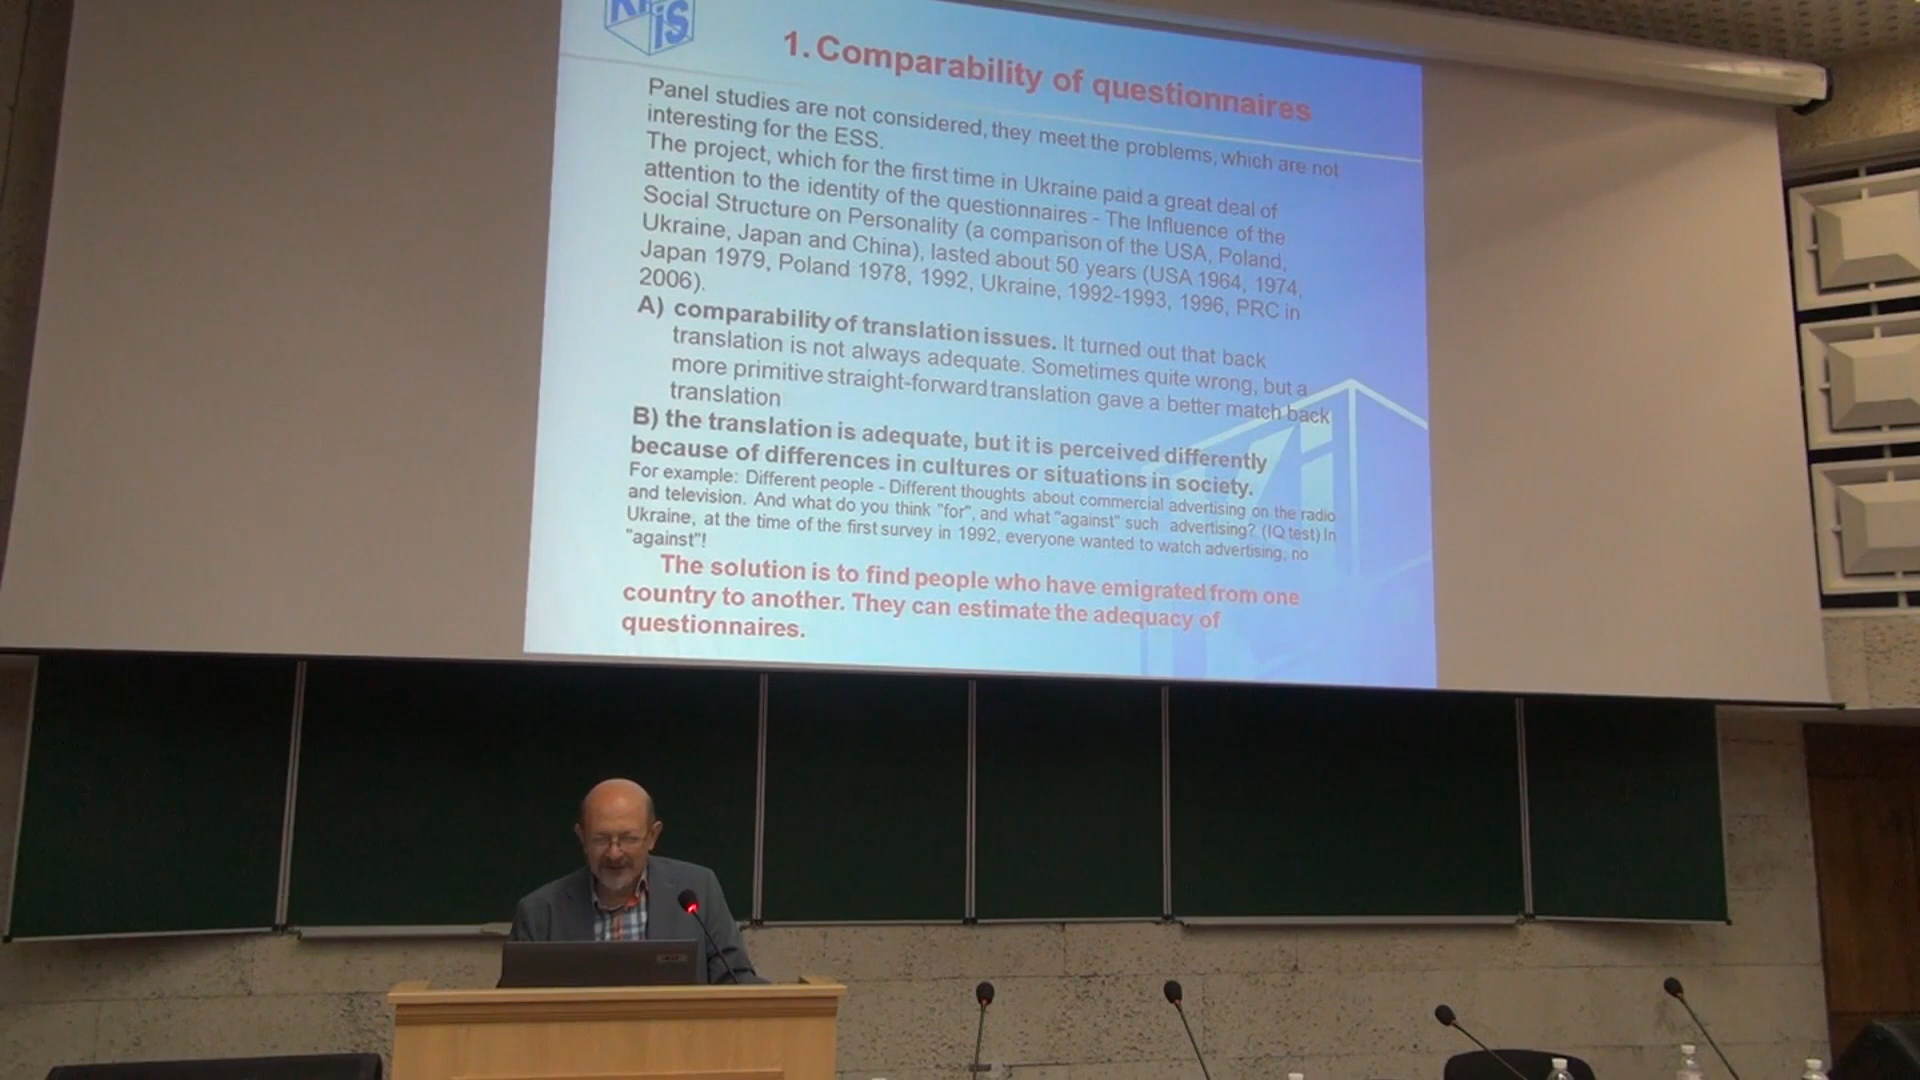 KIIS
1. Comparability of questionnaires
Panel studies are not considered, they meet the problems, which are not
interesting for the ESS.
The project, which for the first time in Ukraine paid a great deal of
attention to the identity of the questionnaires - The Influence of the
Social Structure on Personality (a comparison of the USA, Poland,
Ukraine, Japan and China), lasted about 50 years (USA 1964, 1974,
Japan 1979, Poland 1978, 1992, Ukraine, 1992-1993, 1996, PRC in
2006).
A) comparability of translation issues. It turned out that back
translation is not always adequate. Sometimes quite wrong, but a
more primitive straight-forward translation gave a better match back
translation
B) the translation is adequate, but it is perceived differently
because of differences in cultures or situations in society.
For example: Different people - Different thoughts about commercial advertising on the radio
and television. And what do you think "for", and what "against" such advertising? (IQ test) In
Ukraine, at the time of the first survey in 1992, everyone wanted to watch advertising, no
"against"!
The solution is to find people who have emigrated from one
country to another. They can estimate the adequacy of
questionnaires.
acer